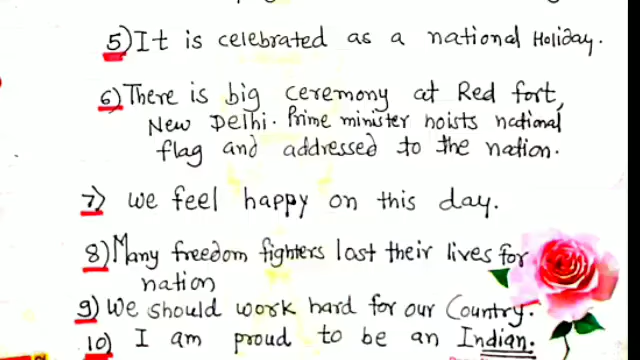 5) It is celebrated as a national Holiday.
6) There is big ceremony at Red fort,
New Delhi. Prime minister hoists national
flag and addressed to the nation.
7) we feel happy on this day.
8) Many freedom fighters lost their lives for
nation
9) We should work hard for our Country.
10) I am proud to be an Indian.